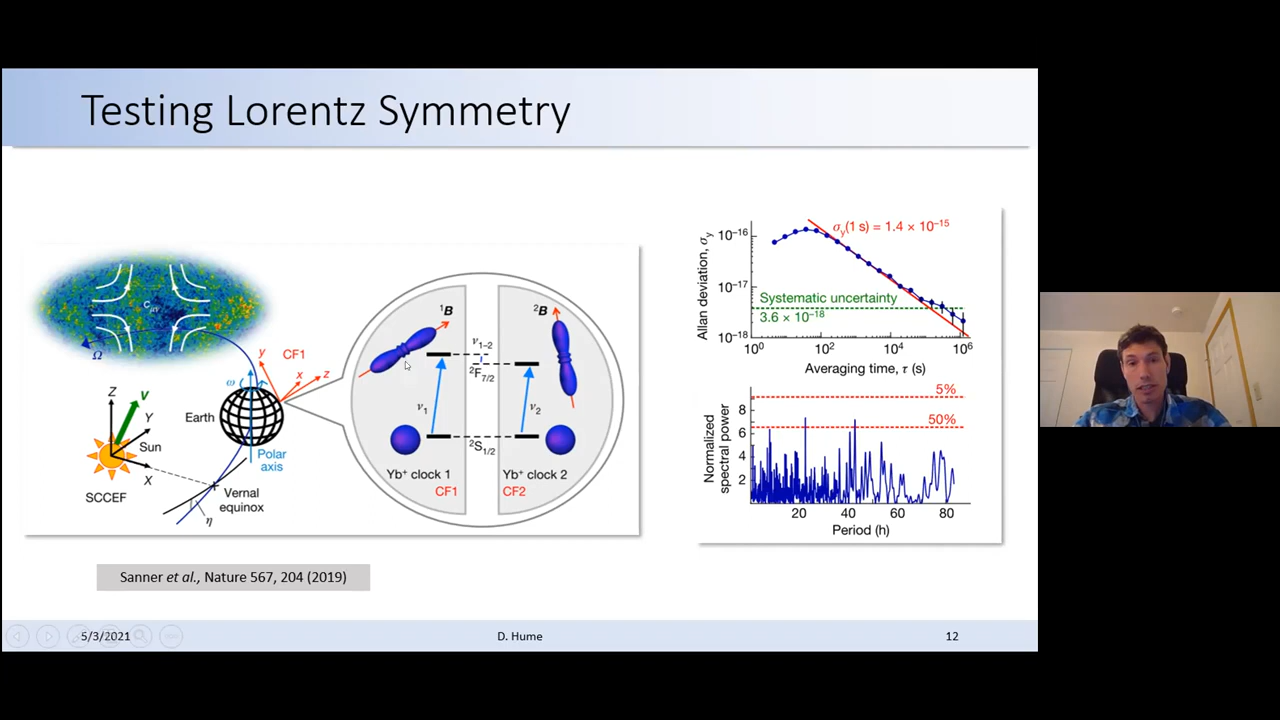 Testing Lorentz Symmetry
cμν
Ω
ω
y
CF1
x
z
Earth
Z
V
Y
Sun
X
SCCEF
Polar
axis
Vernal
equinox
η
¹B
²B
ν₁₋₂
²F₇/₂
ν₁
ν₂
²S₁/₂
Yb⁺ clock 1
CF1
Yb⁺ clock 2
CF2
Allan deviation, σy
10⁻¹⁶
10⁻¹⁷
10⁻¹⁸
σy(1 s) = 1.4 × 10⁻¹⁵
Systematic uncertainty
3.6 × 10⁻¹⁸
10⁰
10²
10⁴
10⁶
Averaging time, τ (s)
Normalized
spectral power
8
6
4
2
5%
50%
20
40
60
80
Period (h)
Sanner et al., Nature 567, 204 (2019)
5/3/2021
D. Hume
12